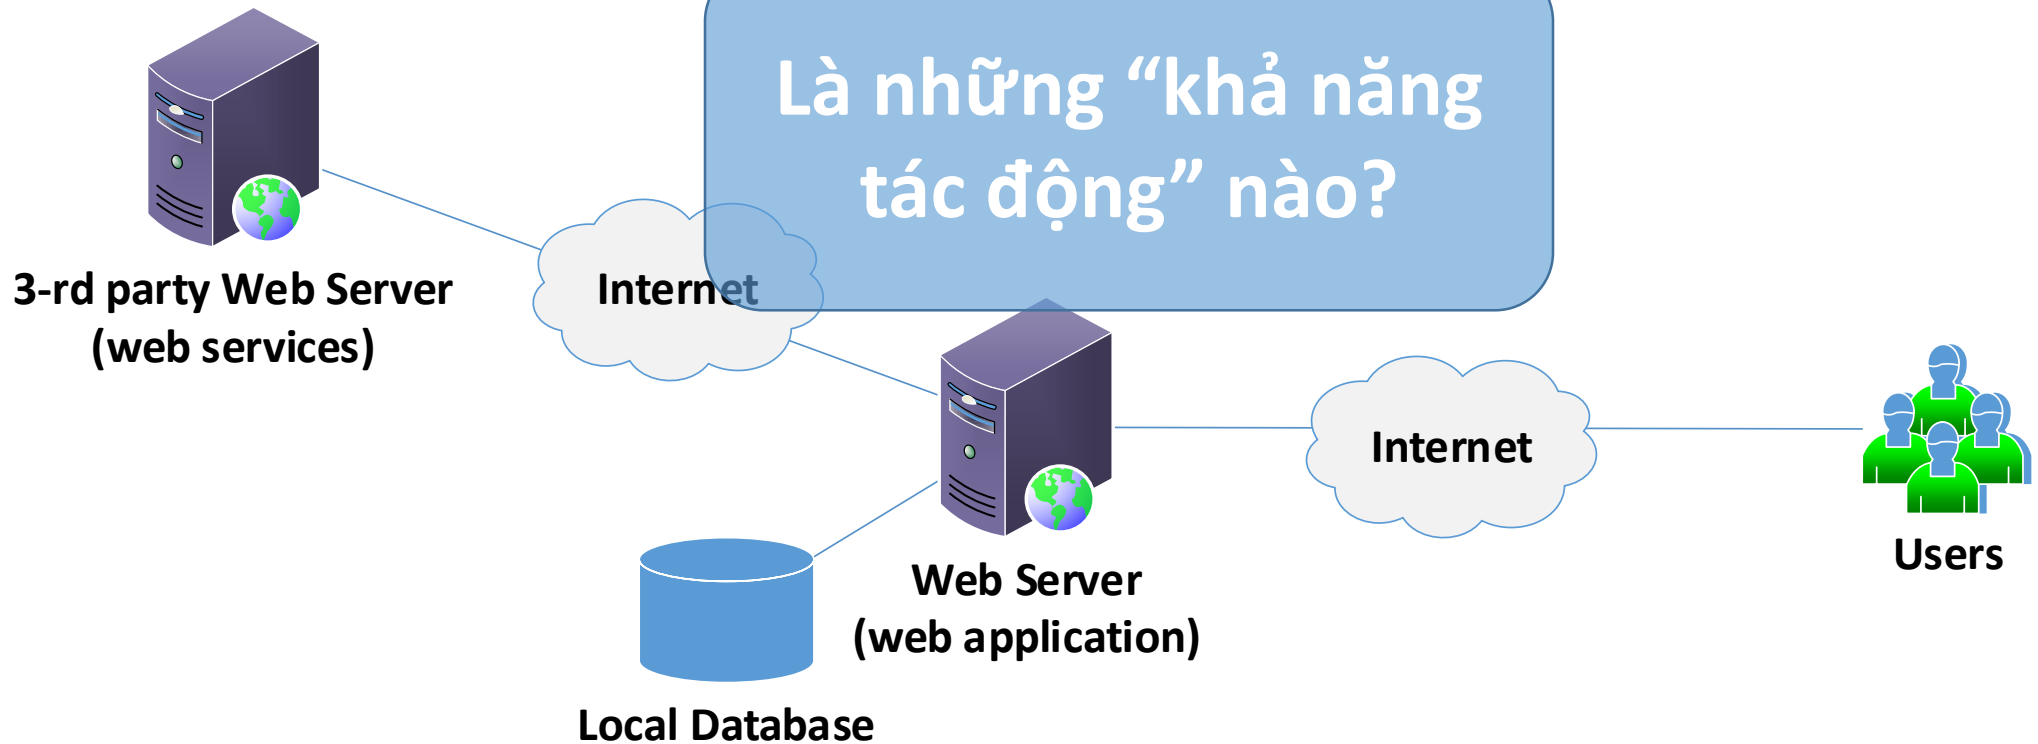 Là những “khả năng
tác động” nào?
3-rd party Web Server
(web services)
Internet
Internet
Web Server
(web application)
Users
Local Database